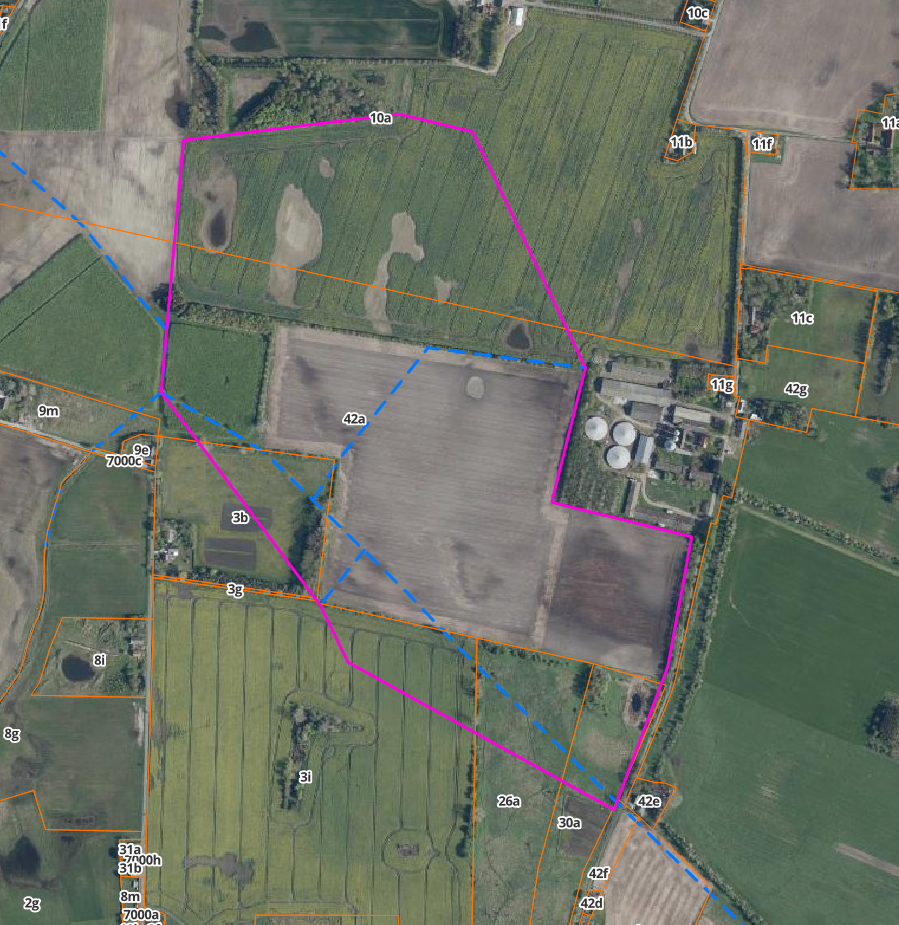 10c
f
10a
11a
11b
11f
11c
11g
42g
9m
42a
9e
7000c
3b
3g
8i
8g
3i
26a
42e
30a
31a
7000h
31b
42f
8m
2g
42d
7000a